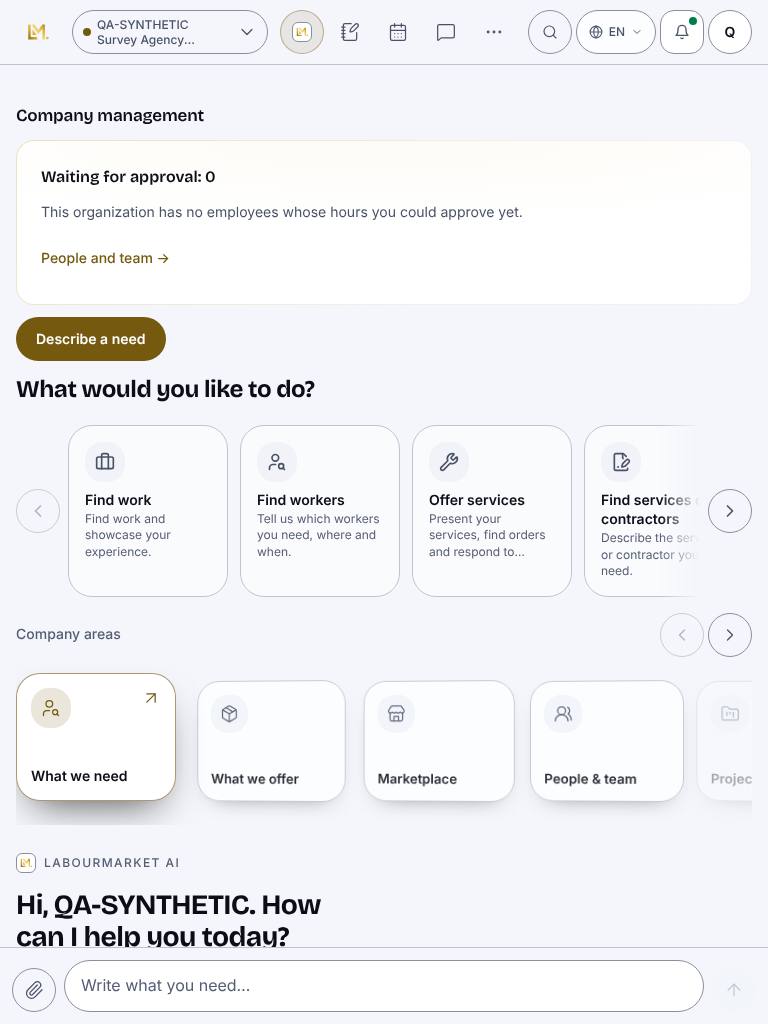 LM.
QA-SYNTHETIC
Survey Agency...
EN
Q
Company management
Waiting for approval: 0
This organization has no employees whose hours you could approve yet.
People and team →
Describe a need
What would you like to do?
Find work
Find work and
showcase your
experience.
Find workers
Tell us which workers
you need, where and
when.
Offer services
Present your
services, find orders
and respond to...
Find services
contractors
Describe the
or contractor you
need.
Company areas
What we need
What we offer
Marketplace
People & team
LABOURMARKET AI
Hi, QA-SYNTHETIC. How
can I help you today?
Write what you need...